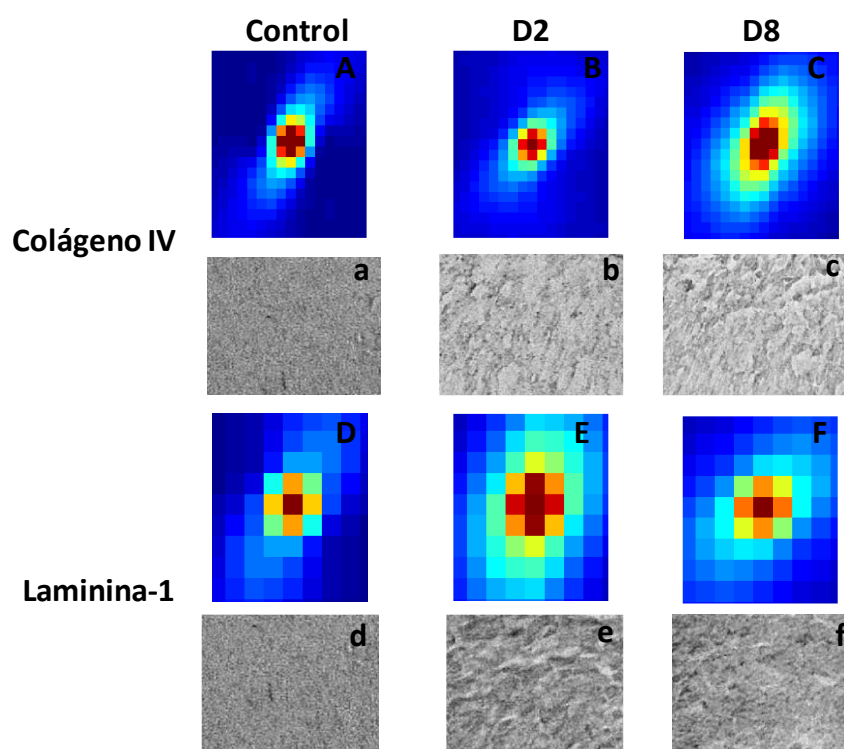 Control D2 D8
A B C
Colágeno IV
a b c
D E F
Laminina-1
d e f